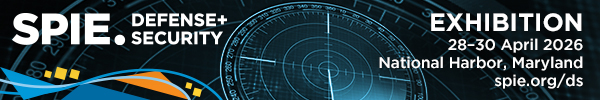 SPIE. DEFENSE+
SECURITY
EXHIBITION
28–30 April 2026
National Harbor, Maryland
spie.org/ds